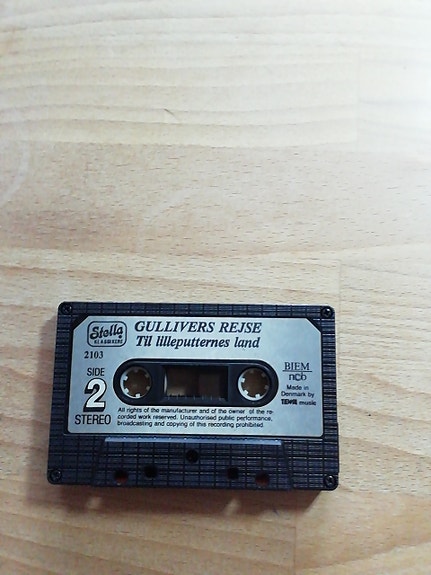 Stella
KLASSIKERE
GULLIVERS REJSE
Til lilleputternes land
2103
SIDE
2
STEREO
BIEM
ncb
Made in
Denmark by
music
All rights of the manufacturer and of the owner of the re-
corded work reserved. Unauthorised public performance,
broadcasting and copying of this recording prohibited.